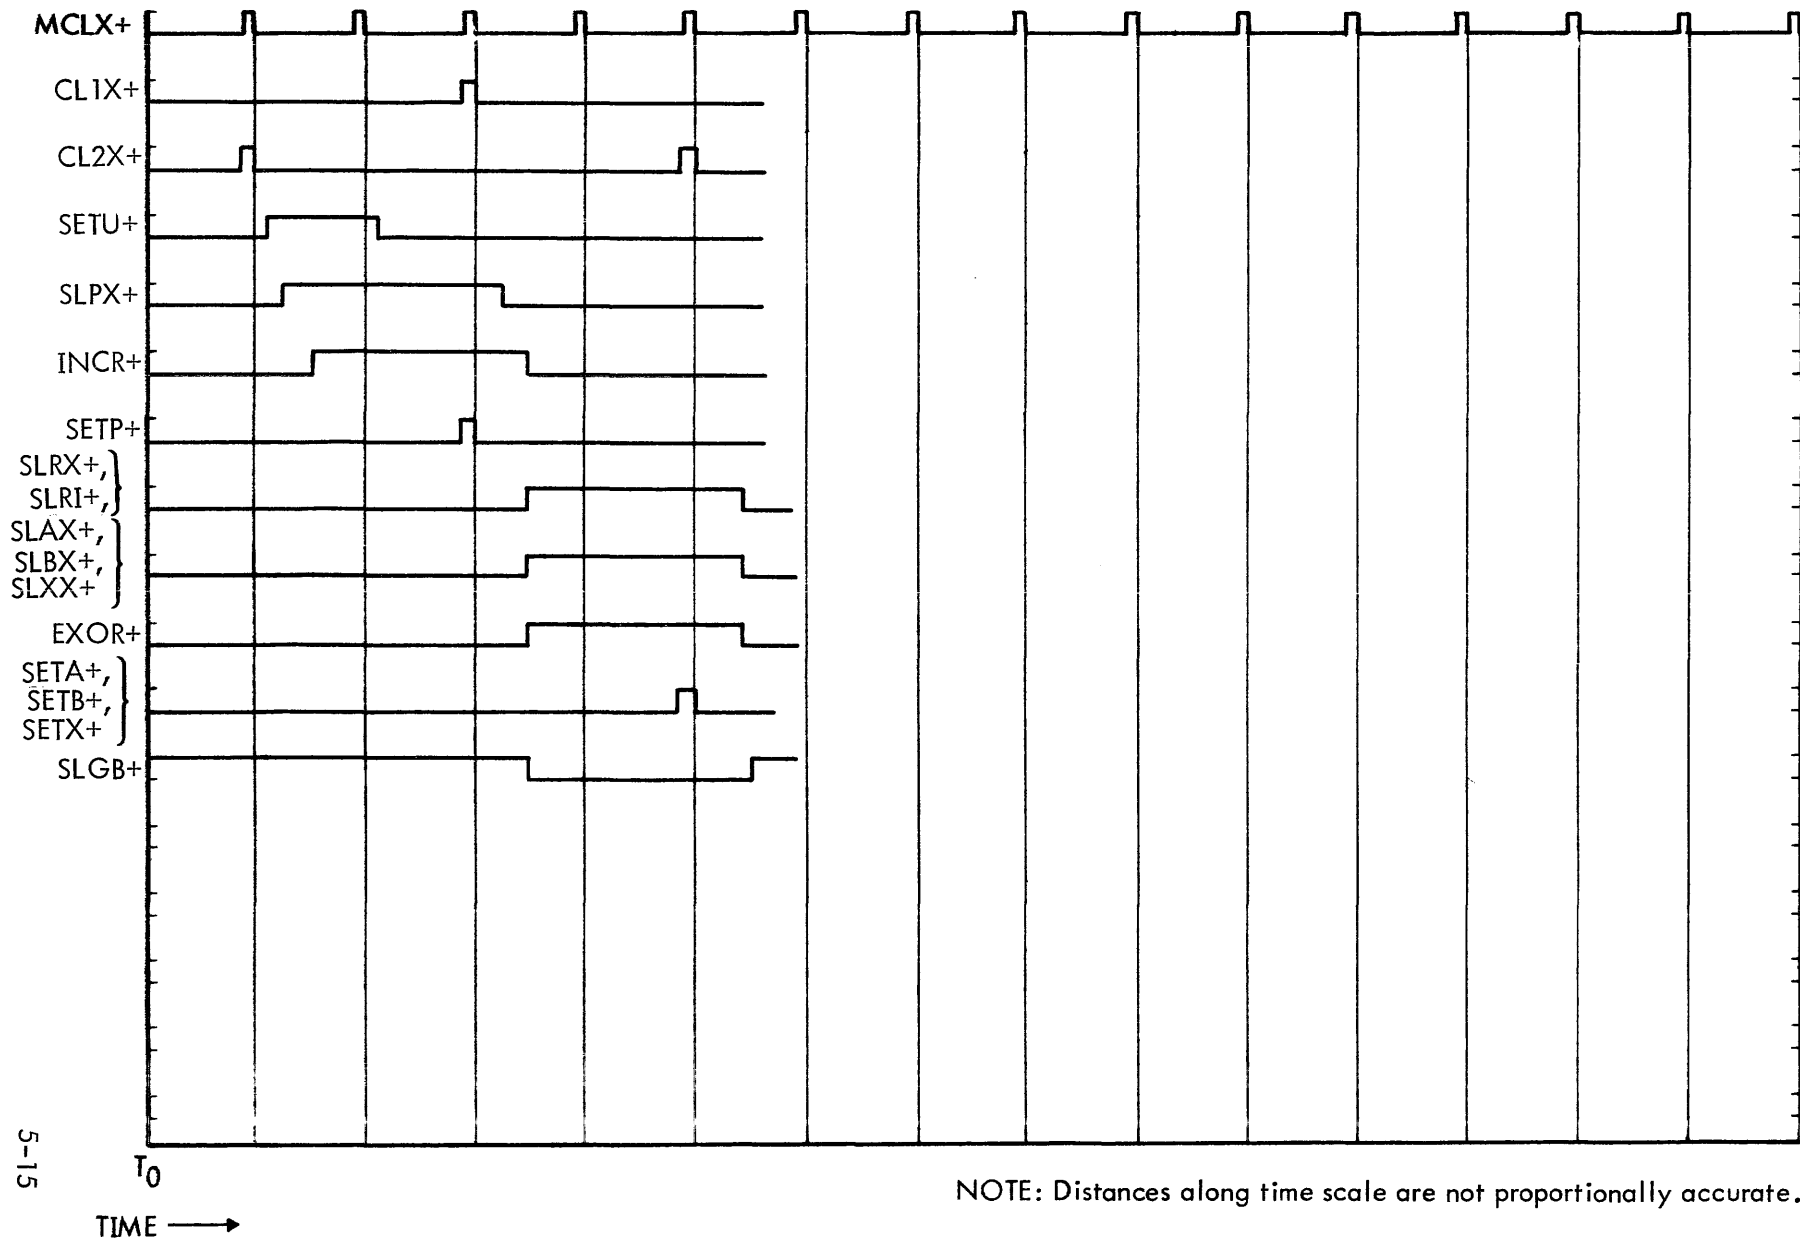 MCLX+
CL1X+
CL2X+
SETU+
SLPX+
INCR+
SETP+
SLRX+,
SLRI+,
SLAX+,
SLBX+,
SLXX+
EXOR+
SETA+,
SETB+,
SETX+
SLGB+
5-15
T0
NOTE: Distances along time scale are not proportionally accurate.
TIME